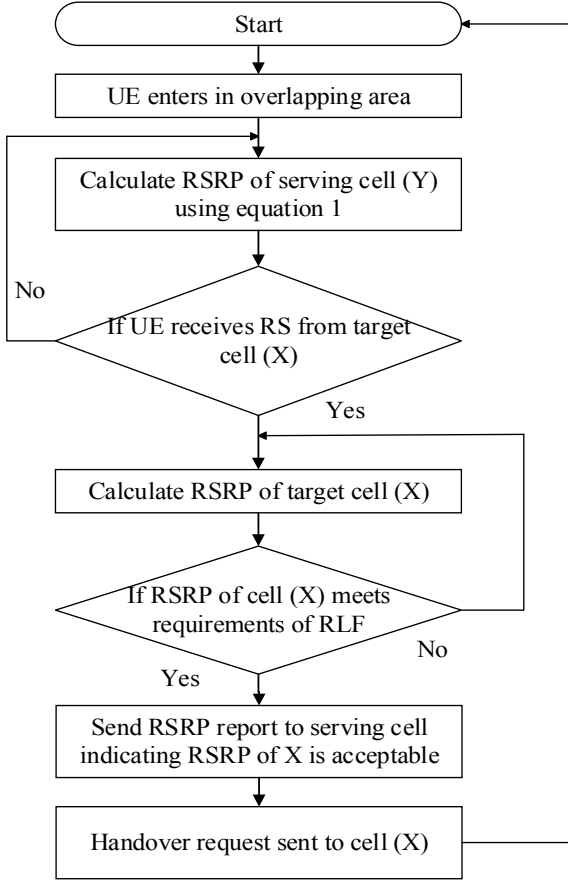 Start
UE enters in overlapping area
Calculate RSRP of serving cell (Y)
using equation 1
No
If UE receives RS from target
cell (X)
Yes
Calculate RSRP of target cell (X)
If RSRP of cell (X) meets
requirements of RLF
No
Yes
Send RSRP report to serving cell
indicating RSRP of X is acceptable
Handover request sent to cell (X)